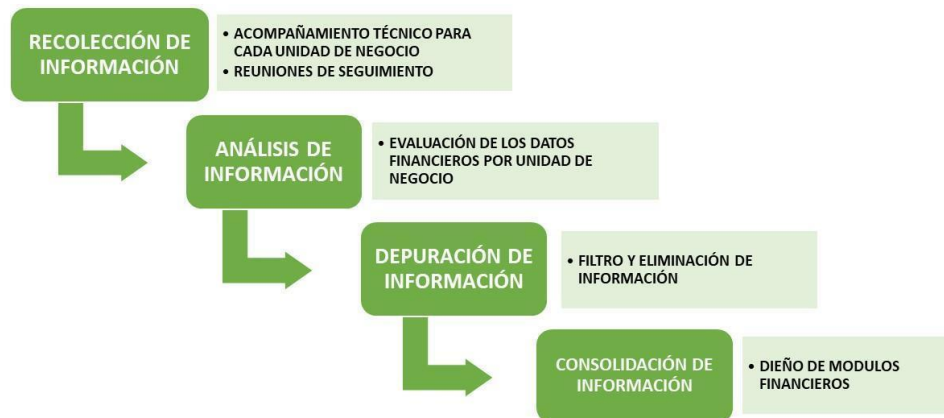 RECOLECCIÓN DE
INFORMACIÓN
• ACOMPAÑAMIENTO TÉCNICO PARA
CADA UNIDAD DE NEGOCIO
• REUNIONES DE SEGUIMIENTO
ANÁLISIS DE
INFORMACIÓN
• EVALUACIÓN DE LOS DATOS
FINANCIEROS POR UNIDAD DE
NEGOCIO
DEPURACIÓN DE
INFORMACIÓN
• FILTRO Y ELIMINACIÓN DE
INFORMACIÓN
CONSOLIDACIÓN DE
INFORMACIÓN
• DIEÑO DE MODULOS
FINANCIEROS